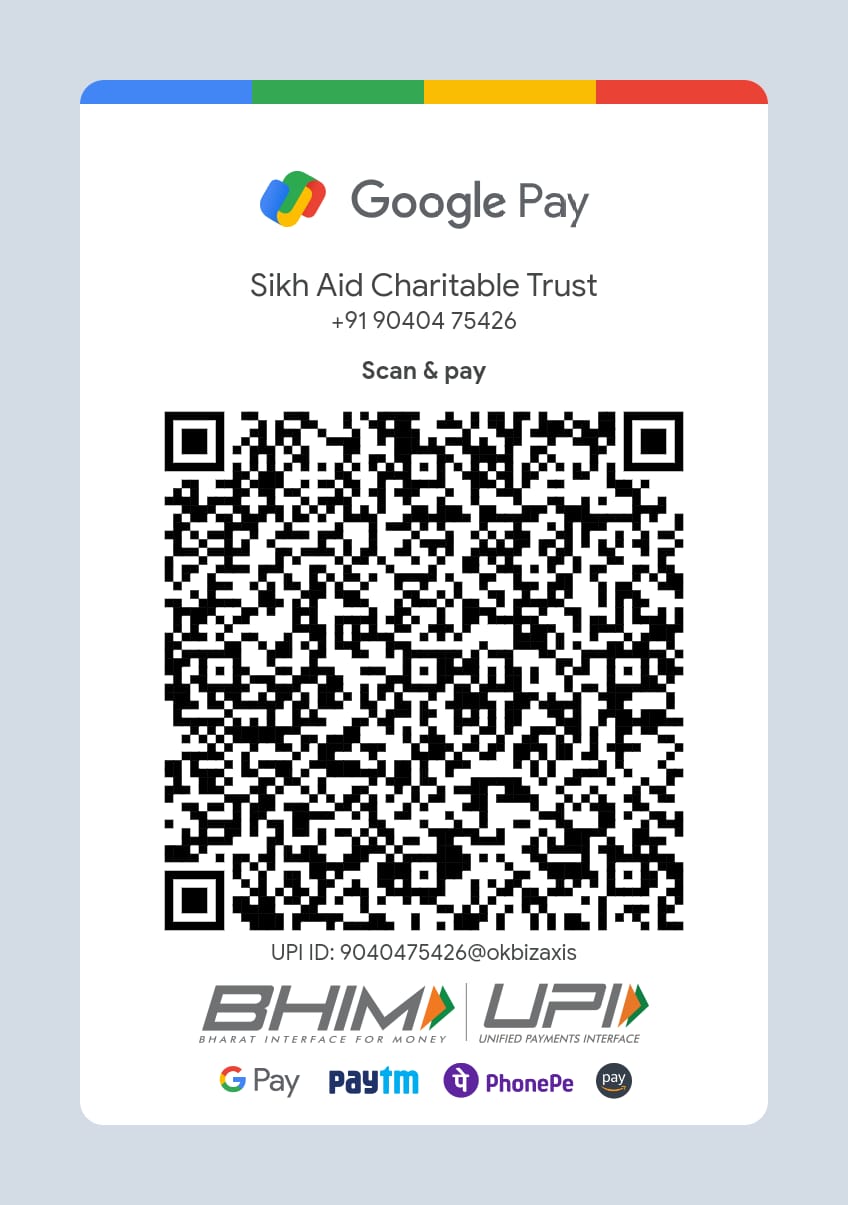 Google Pay
Sikh Aid Charitable Trust
+91 90404 75426
Scan & pay
UPI ID: 9040475426@okbizaxis
BHIM UPI
BHARAT INTERFACE FOR MONEY UNIFIED PAYMENTS INTERFACE
G Pay paytm पे PhonePe pay